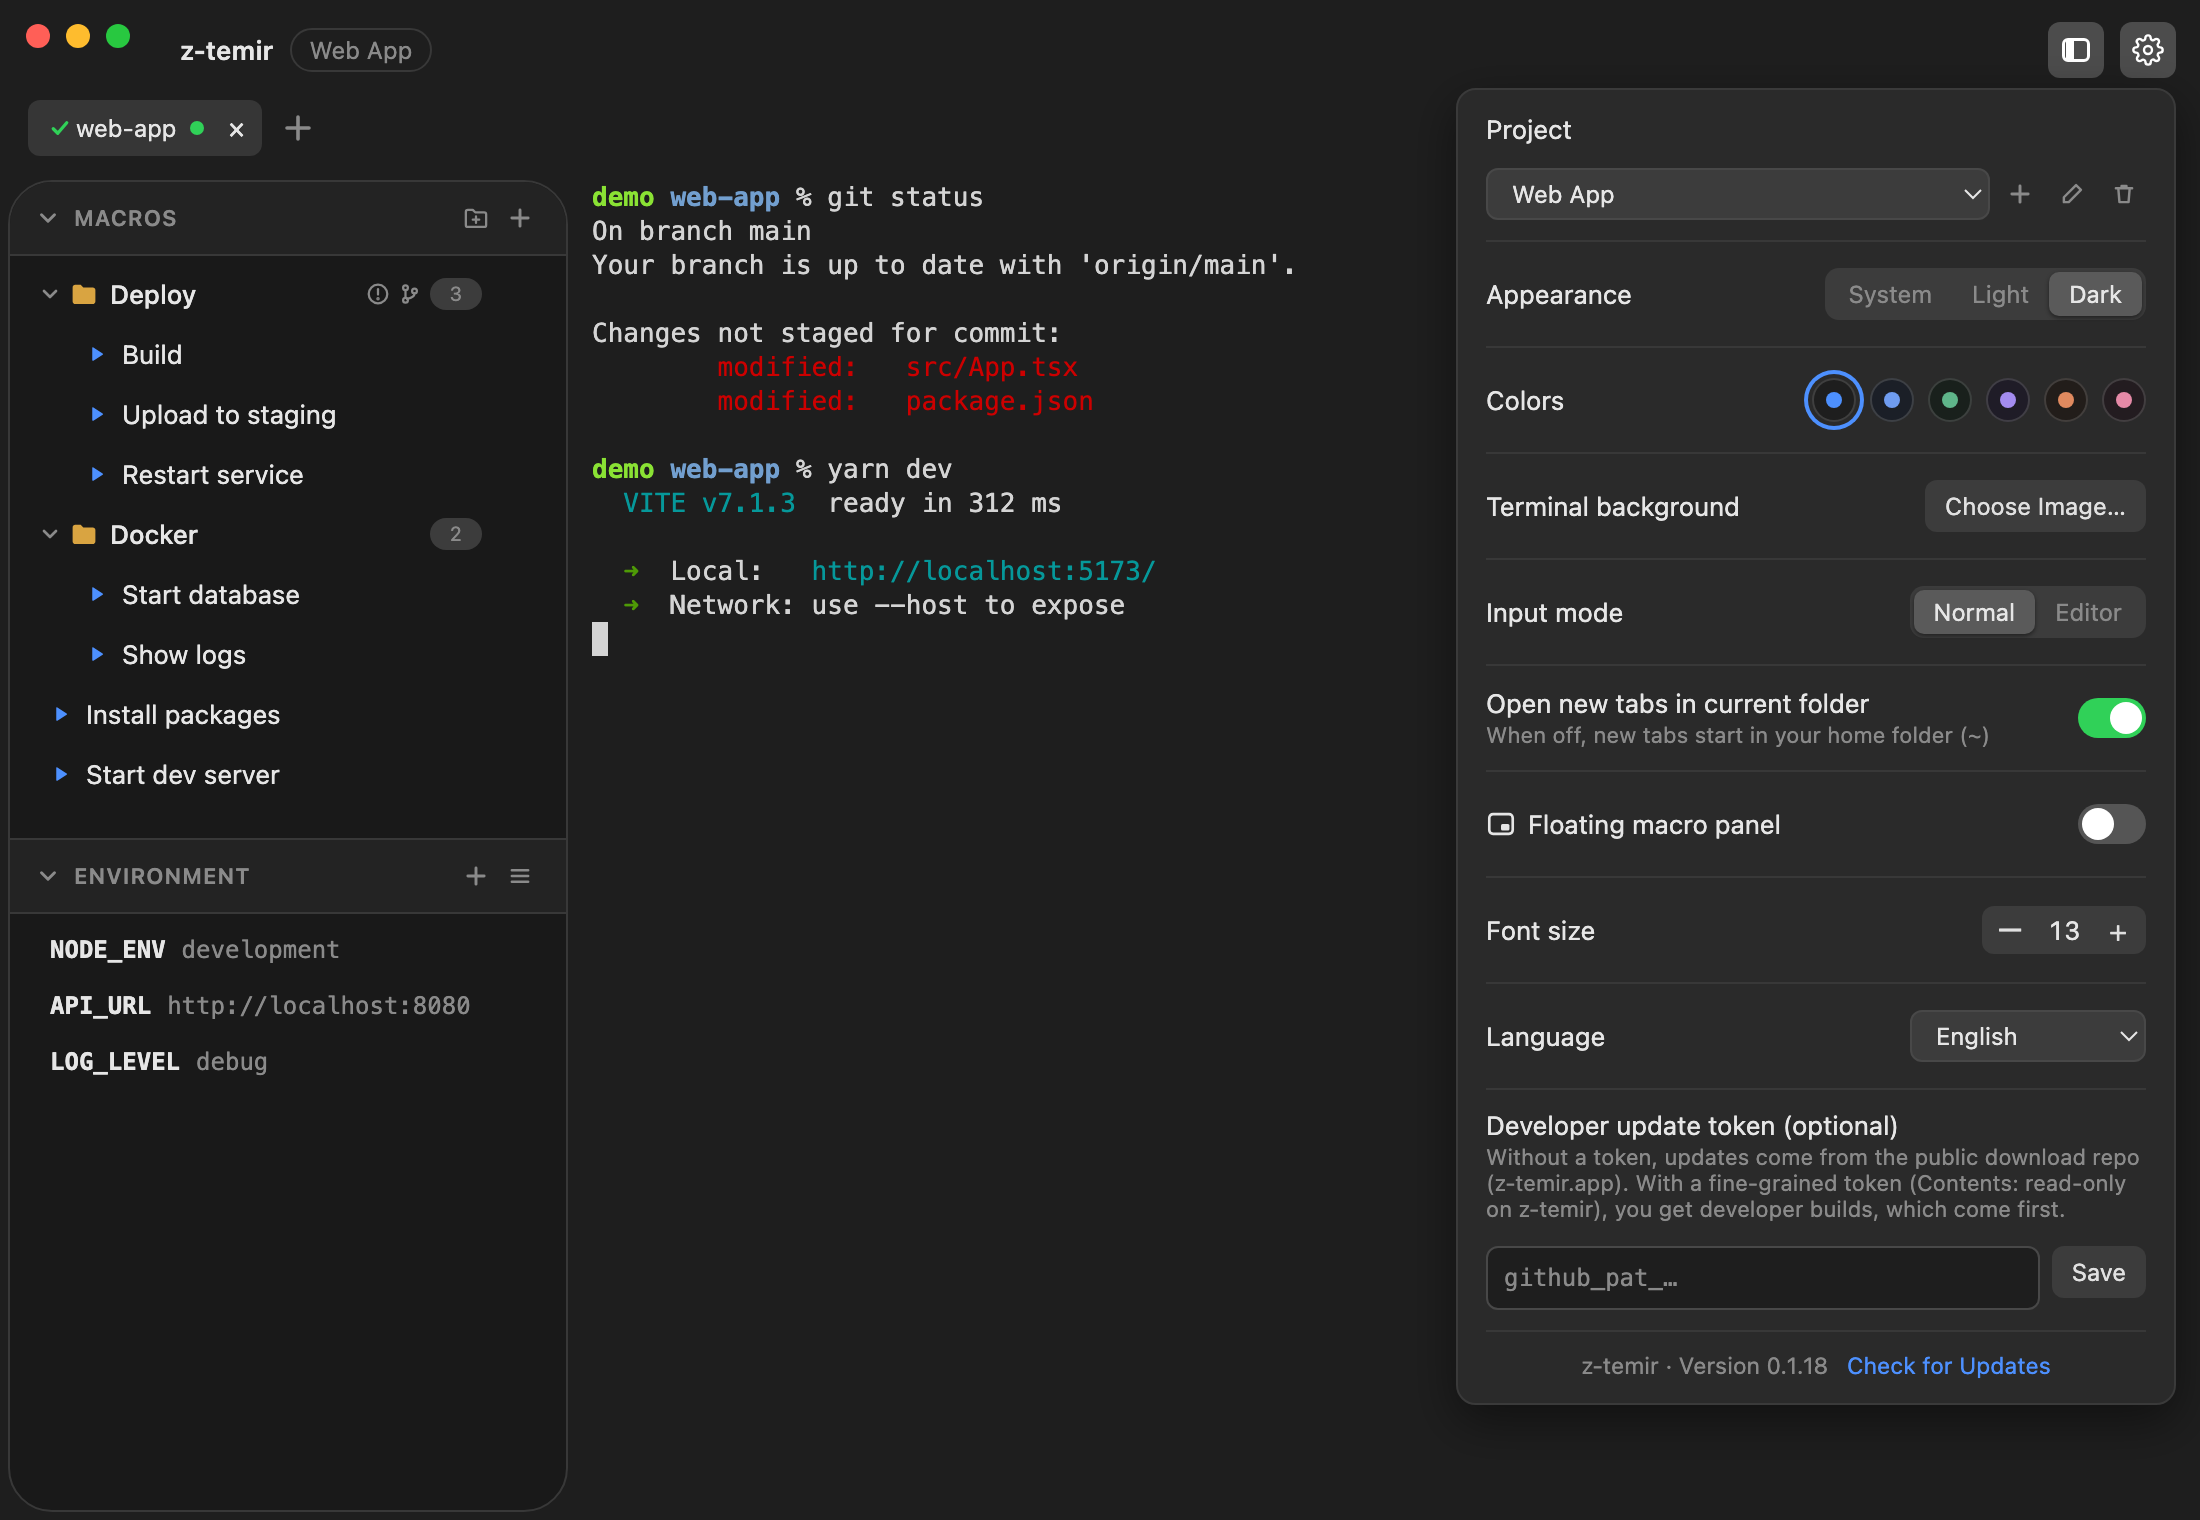 z-temir Web App
web-app
MACROS
Deploy 3
Build
Upload to staging
Restart service
Docker 2
Start database
Show logs
Install packages
Start dev server
ENVIRONMENT
NODE_ENV development
API_URL http://localhost:8080
LOG_LEVEL debug
demo web-app % git status
On branch main
Your branch is up to date with 'origin/main'.
Changes not staged for commit:
modified: src/App.tsx
modified: package.json
demo web-app % yarn dev
VITE v7.1.3 ready in 312 ms
➜ Local: http://localhost:5173/
➜ Network: use --host to expose
Project
Web App
Appearance System Light Dark
Colors
Terminal background Choose Image...
Input mode Normal Editor
Open new tabs in current folder
When off, new tabs start in your home folder (~)
Floating macro panel
Font size 13
Language English
Developer update token (optional)
Without a token, updates come from the public download repo
(z-temir.app). With a fine-grained token (Contents: read-only
on z-temir), you get developer builds, which come first.
github_pat_… Save
z-temir · Version 0.1.18 Check for Updates